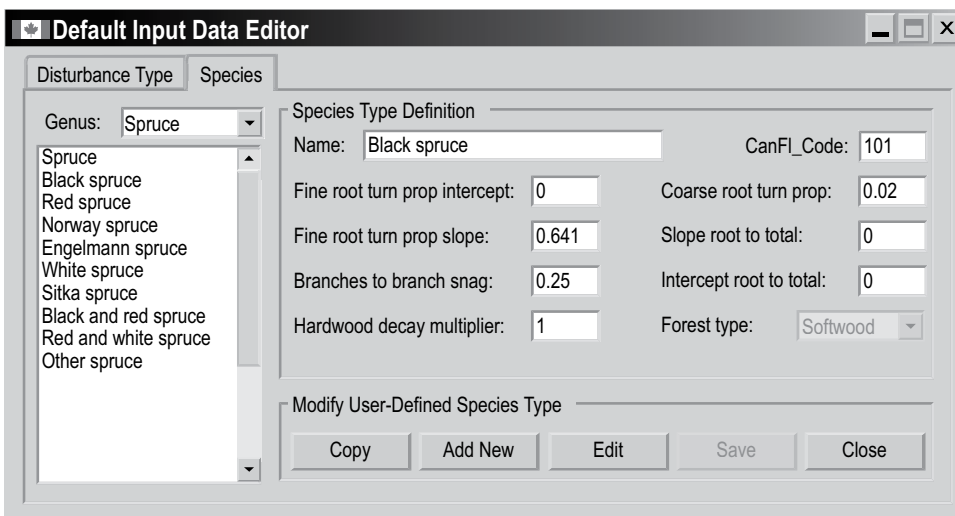 Default Input Data Editor
Disturbance Type
Species
Genus: Spruce
Spruce
Black spruce
Red spruce
Norway spruce
Engelmann spruce
White spruce
Sitka spruce
Black and red spruce
Red and white spruce
Other spruce
Species Type Definition
Name: Black spruce CanFI_Code: 101
Fine root turn prop intercept: 0 Coarse root turn prop: 0.02
Fine root turn prop slope: 0.641 Slope root to total: 0
Branches to branch snag: 0.25 Intercept root to total: 0
Hardwood decay multiplier: 1 Forest type: Softwood
Modify User-Defined Species Type
Copy Add New Edit Save Close